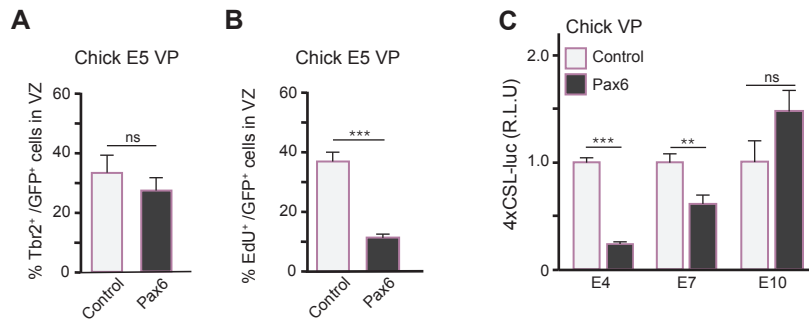 A
Chick E5 VP
% Tbr2⁺ /GFP⁺ cells in VZ
60
40
20
0
ns
Control
Pax6
B
Chick E5 VP
% EdU⁺ /GFP⁺ cells in VZ
60
40
20
0
***
Control
Pax6
C
Chick VP
Control
Pax6
4xCSL-luc (R.L.U)
2.0
1.0
0
***
**
ns
E4
E7
E10